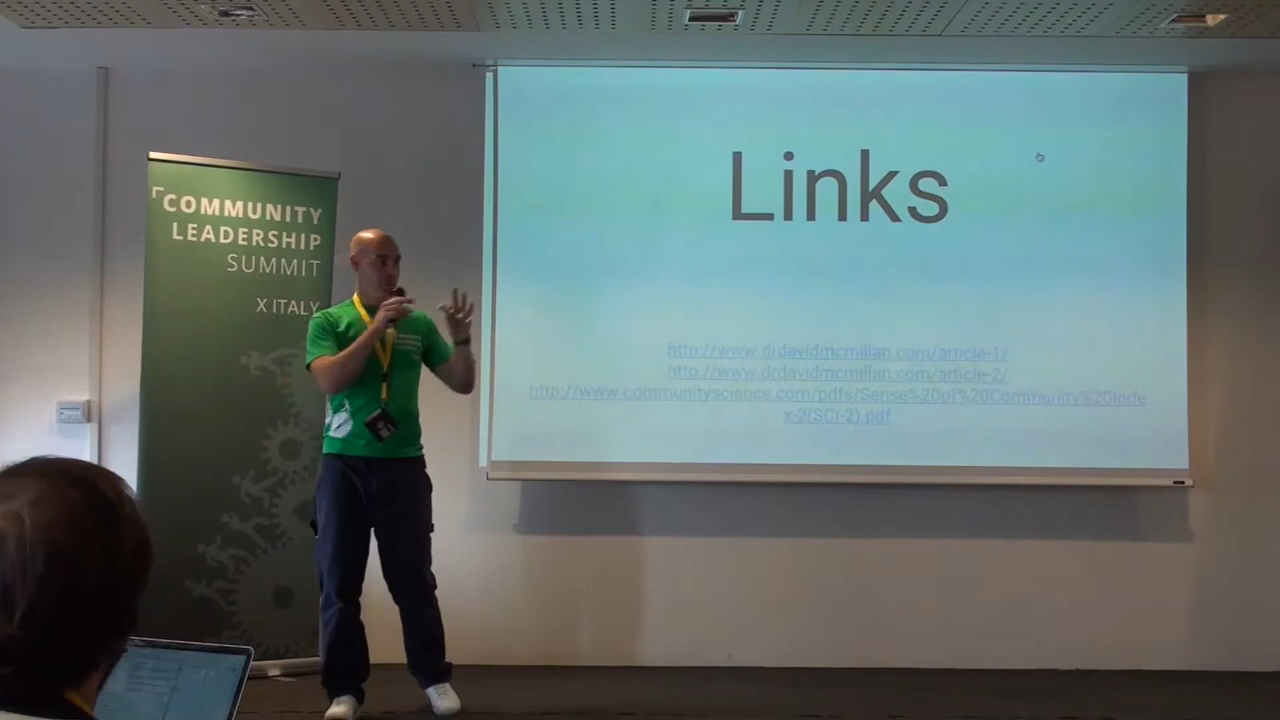 COMMUNITY
LEADERSHIP
SUMMIT
X ITALY
Links
http://www.drdavidmcmillan.com/article-1/
http://www.drdavidmcmillan.com/article-2/
http://www.communityscience.com/pdfs/Sense%20of%20Community%20Inde
x-2(SCI-2).pdf